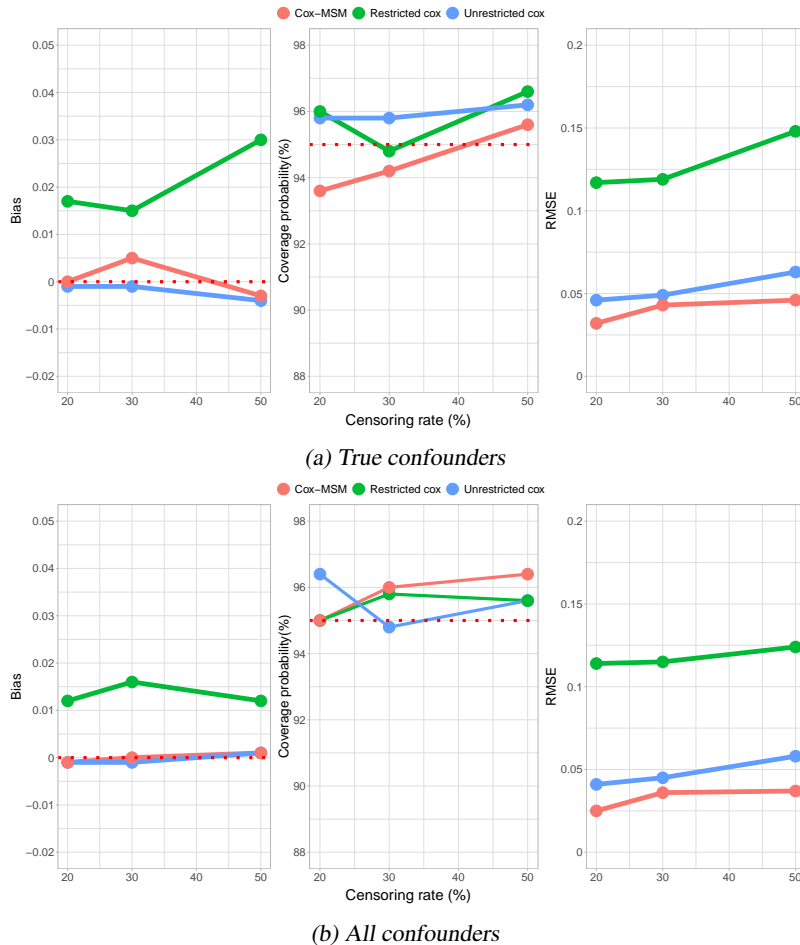 Cox−MSM Restricted cox Unrestricted cox
0.05
0.04
0.03
0.02
0.01
0
−0.01
−0.02
Bias
20 30 40 50
98
96
94
92
90
88
Coverage probability(%)
20 30 40 50
Censoring rate (%)
0.2
0.15
0.1
0.05
0
RMSE
20 30 40 50
(a) True confounders
Cox−MSM Restricted cox Unrestricted cox
0.05
0.04
0.03
0.02
0.01
0
−0.01
−0.02
Bias
20 30 40 50
98
96
94
92
90
88
Coverage probability(%)
20 30 40 50
Censoring rate (%)
0.2
0.15
0.1
0.05
0
RMSE
20 30 40 50
(b) All confounders